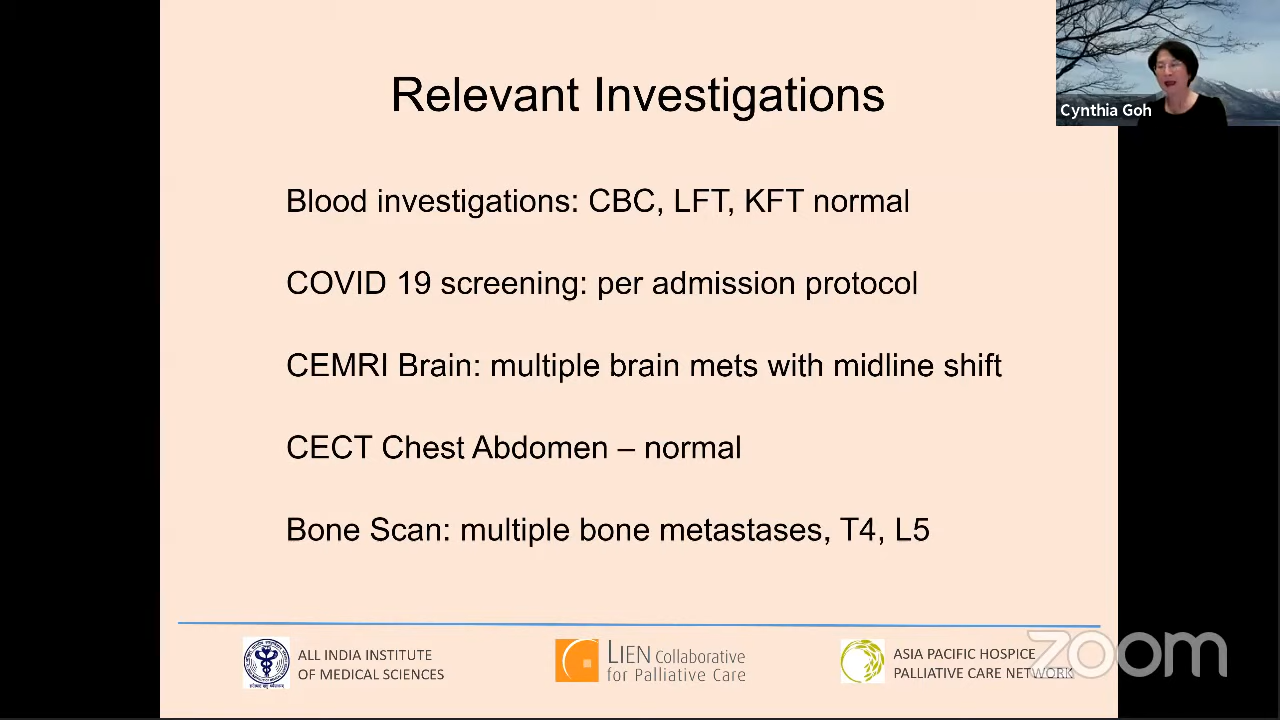 Relevant Investigations
Cynthia Goh
Blood investigations: CBC, LFT, KFT normal
COVID 19 screening: per admission protocol
CEMRI Brain: multiple brain mets with midline shift
CECT Chest Abdomen – normal
Bone Scan: multiple bone metastases, T4, L5
ALL INDIA INSTITUTE
OF MEDICAL SCIENCES
LIEN Collaborative
for Palliative Care
ASIA PACIFIC HOSPICE
PALLIATIVE CARE NETWORK
zoom